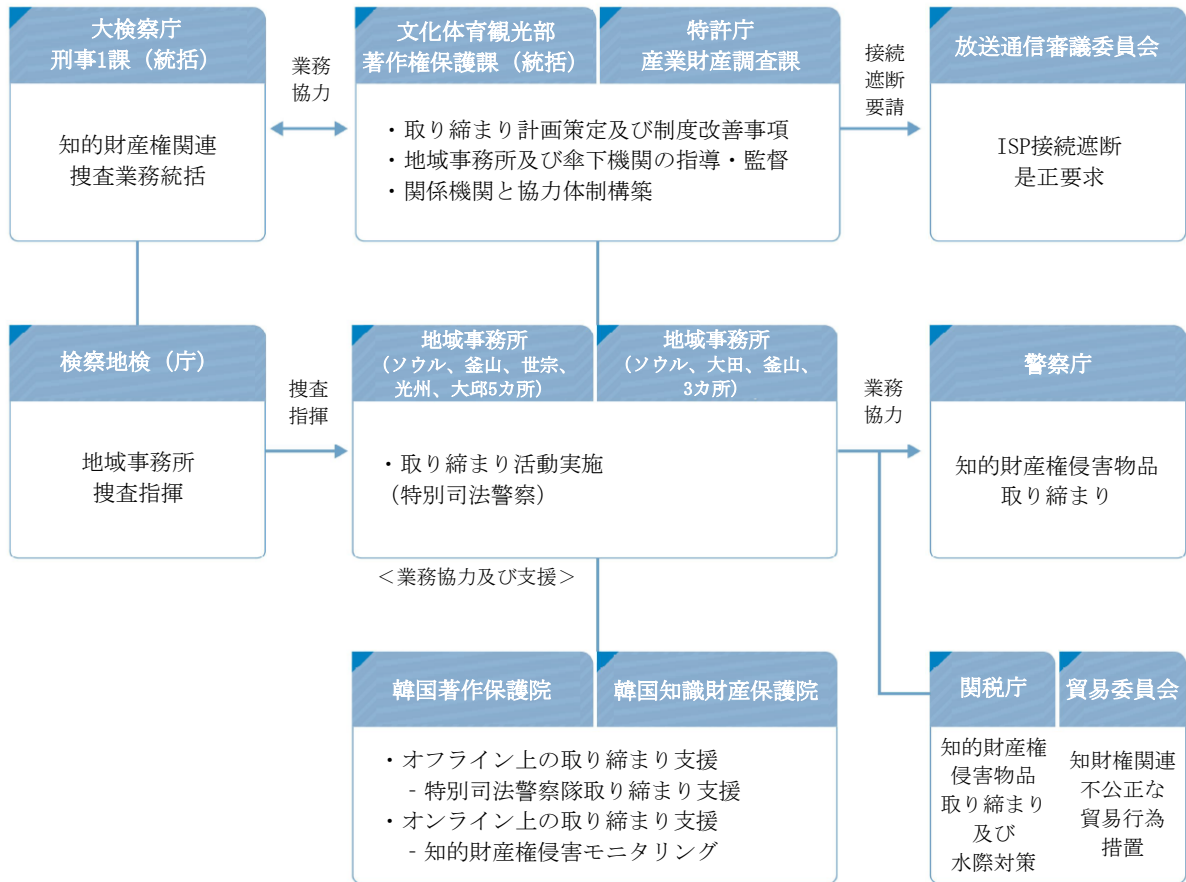 大検察庁
刑事1課（統括）
知的財産権関連
捜査業務統括
業務
協力
文化体育観光部
著作権保護課（統括）
特許庁
産業財産調査課
・取り締まり計画策定及び制度改善事項
・地域事務所及び傘下機関の指導・監督
・関係機関と協力体制構築
接続
遮断
要請
放送通信審議委員会
ISP接続遮断
是正要求
検察地検（庁）
地域事務所
捜査指揮
捜査
指揮
地域事務所
(ソウル、釜山、世宗、
光州、大邱5カ所)
地域事務所
(ソウル、大田、釜山、
3カ所)
・取り締まり活動実施
（特別司法警察）
業務
協力
警察庁
知的財産権侵害物品
取り締まり
＜業務協力及び支援＞
韓国著作保護院
韓国知識財産保護院
・オフライン上の取り締まり支援
- 特別司法警察隊取り締まり支援
・オンライン上の取り締まり支援
- 知的財産権侵害モニタリング
関税庁
知的財産権
侵害物品
取り締まり
及び
水際対策
貿易委員会
知財権関連
不公正な
貿易行為
措置